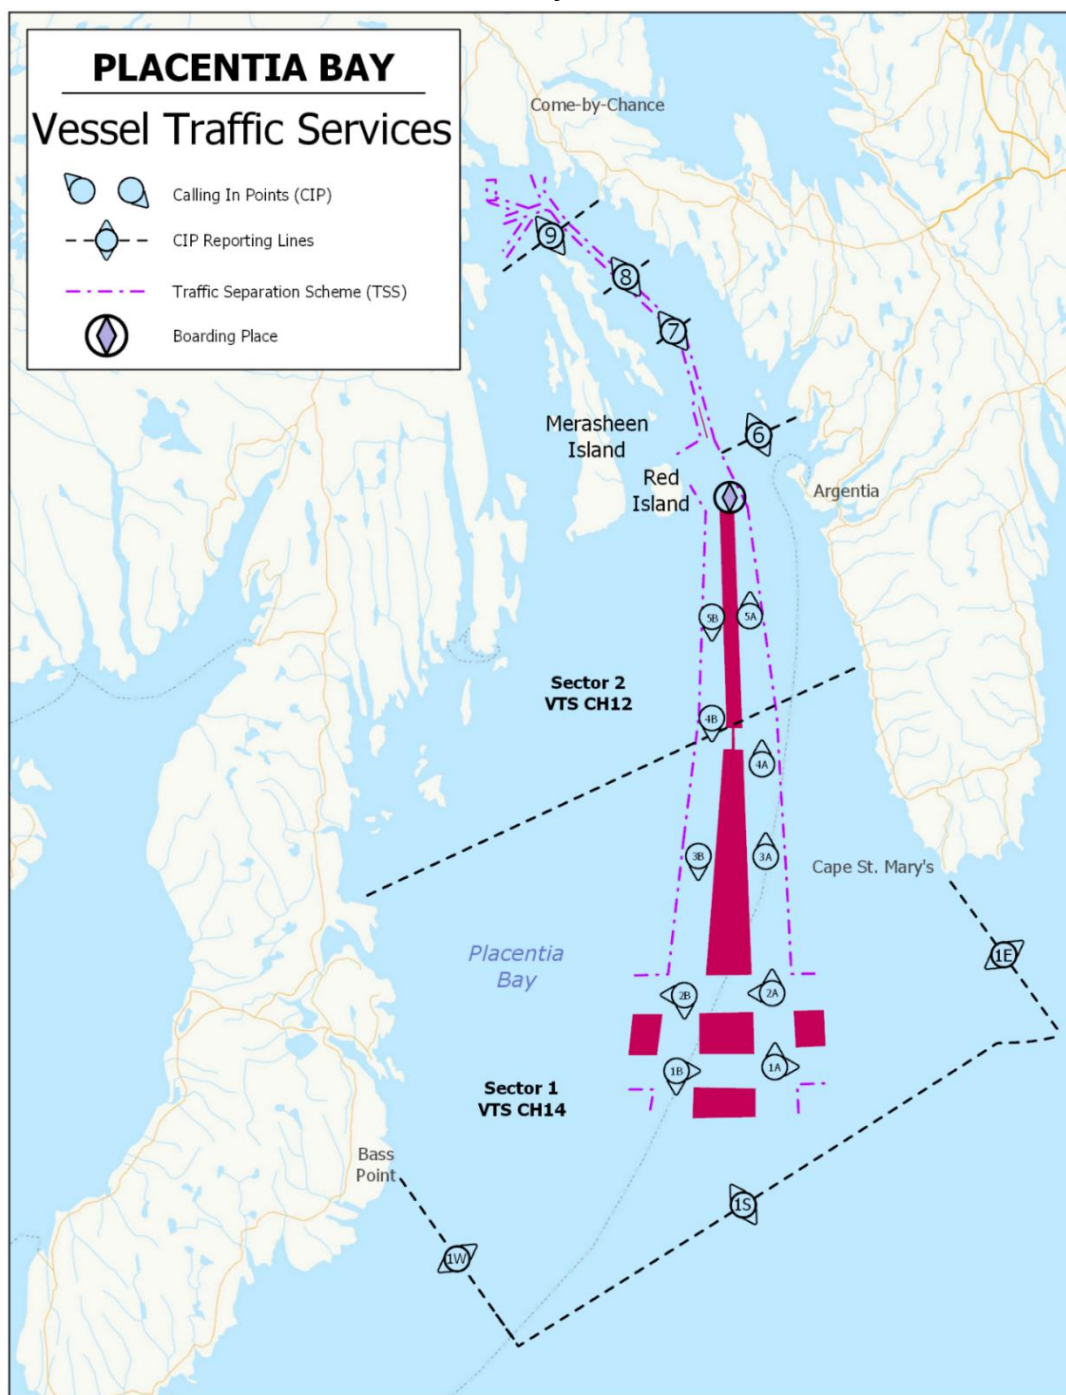 PLACENTIA BAY
Vessel Traffic Services
Calling In Points (CIP)
CIP Reporting Lines
Traffic Separation Scheme (TSS)
Boarding Place
Come-by-Chance
9
8
7
Merasheen
Island
6
Red
Island
Argentia
5B
5A
Sector 2
VTS CH12
4B
4A
3B
3A
Cape St. Mary's
Placentia
Bay
1E
2B
2A
1B
1A
Sector 1
VTS CH14
Bass
Point
1S
1W